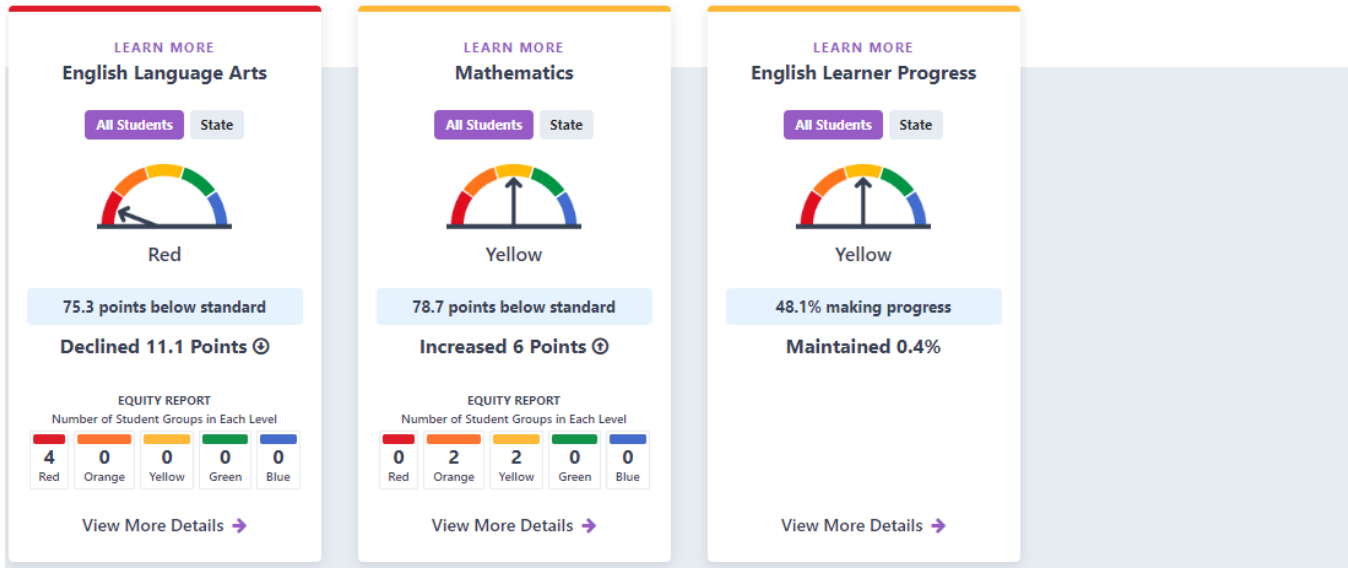 LEARN MORE
English Language Arts
All Students State
Red
75.3 points below standard
Declined 11.1 Points
EQUITY REPORT
Number of Student Groups in Each Level
4 0 0 0 0
Red Orange Yellow Green Blue
View More Details
LEARN MORE
Mathematics
All Students State
Yellow
78.7 points below standard
Increased 6 Points
EQUITY REPORT
Number of Student Groups in Each Level
0 2 2 0 0
Red Orange Yellow Green Blue
View More Details
LEARN MORE
English Learner Progress
All Students State
Yellow
48.1% making progress
Maintained 0.4%
View More Details